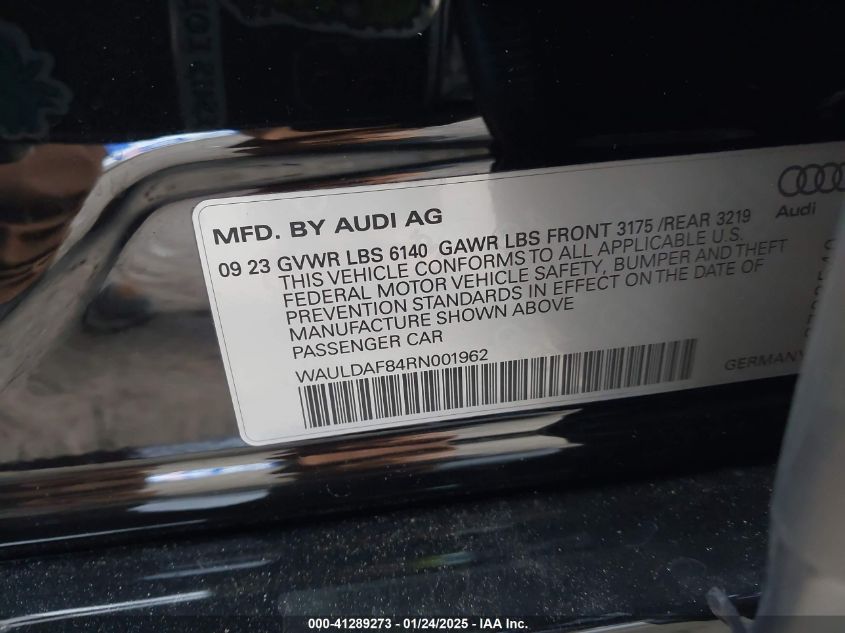 MFD. BY AUDI AG
Audi
09 23 GVWR LBS 6140 GAWR LBS FRONT 3175 /REAR 3219
THIS VEHICLE CONFORMS TO ALL APPLICABLE U.S.
FEDERAL MOTOR VEHICLE SAFETY, BUMPER AND THEFT
PREVENTION STANDARDS IN EFFECT ON THE DATE OF
MANUFACTURE SHOWN ABOVE
PASSENGER CAR
WAULDAF84RN001962
GERMANY
000-41289273 - 01/24/2025 - IAA Inc.